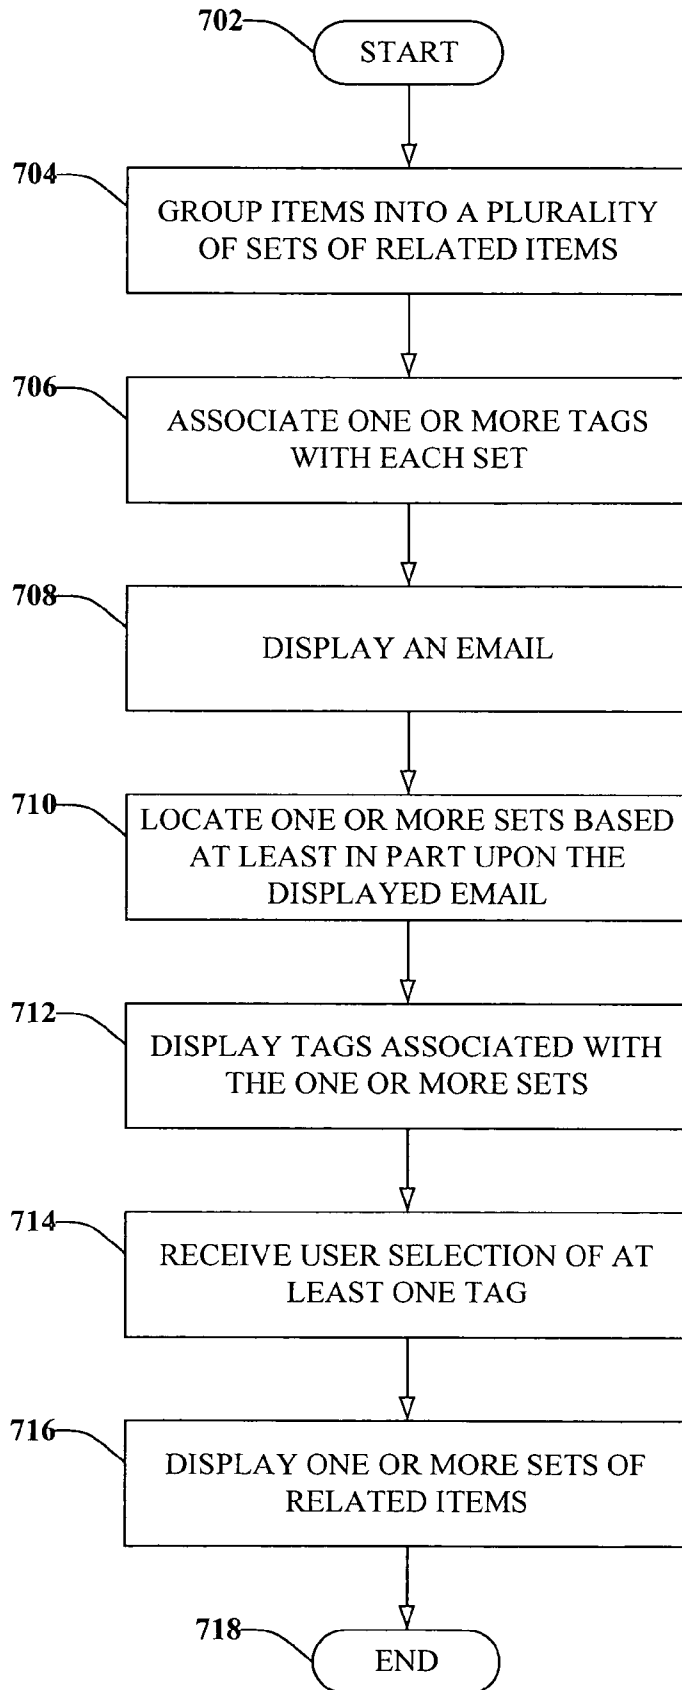 702
START
704
GROUP ITEMS INTO A PLURALITY
OF SETS OF RELATED ITEMS
706
ASSOCIATE ONE OR MORE TAGS
WITH EACH SET
708
DISPLAY AN EMAIL
710
LOCATE ONE OR MORE SETS BASED
AT LEAST IN PART UPON THE
DISPLAYED EMAIL
712
DISPLAY TAGS ASSOCIATED WITH
THE ONE OR MORE SETS
714
RECEIVE USER SELECTION OF AT
LEAST ONE TAG
716
DISPLAY ONE OR MORE SETS OF
RELATED ITEMS
718
END